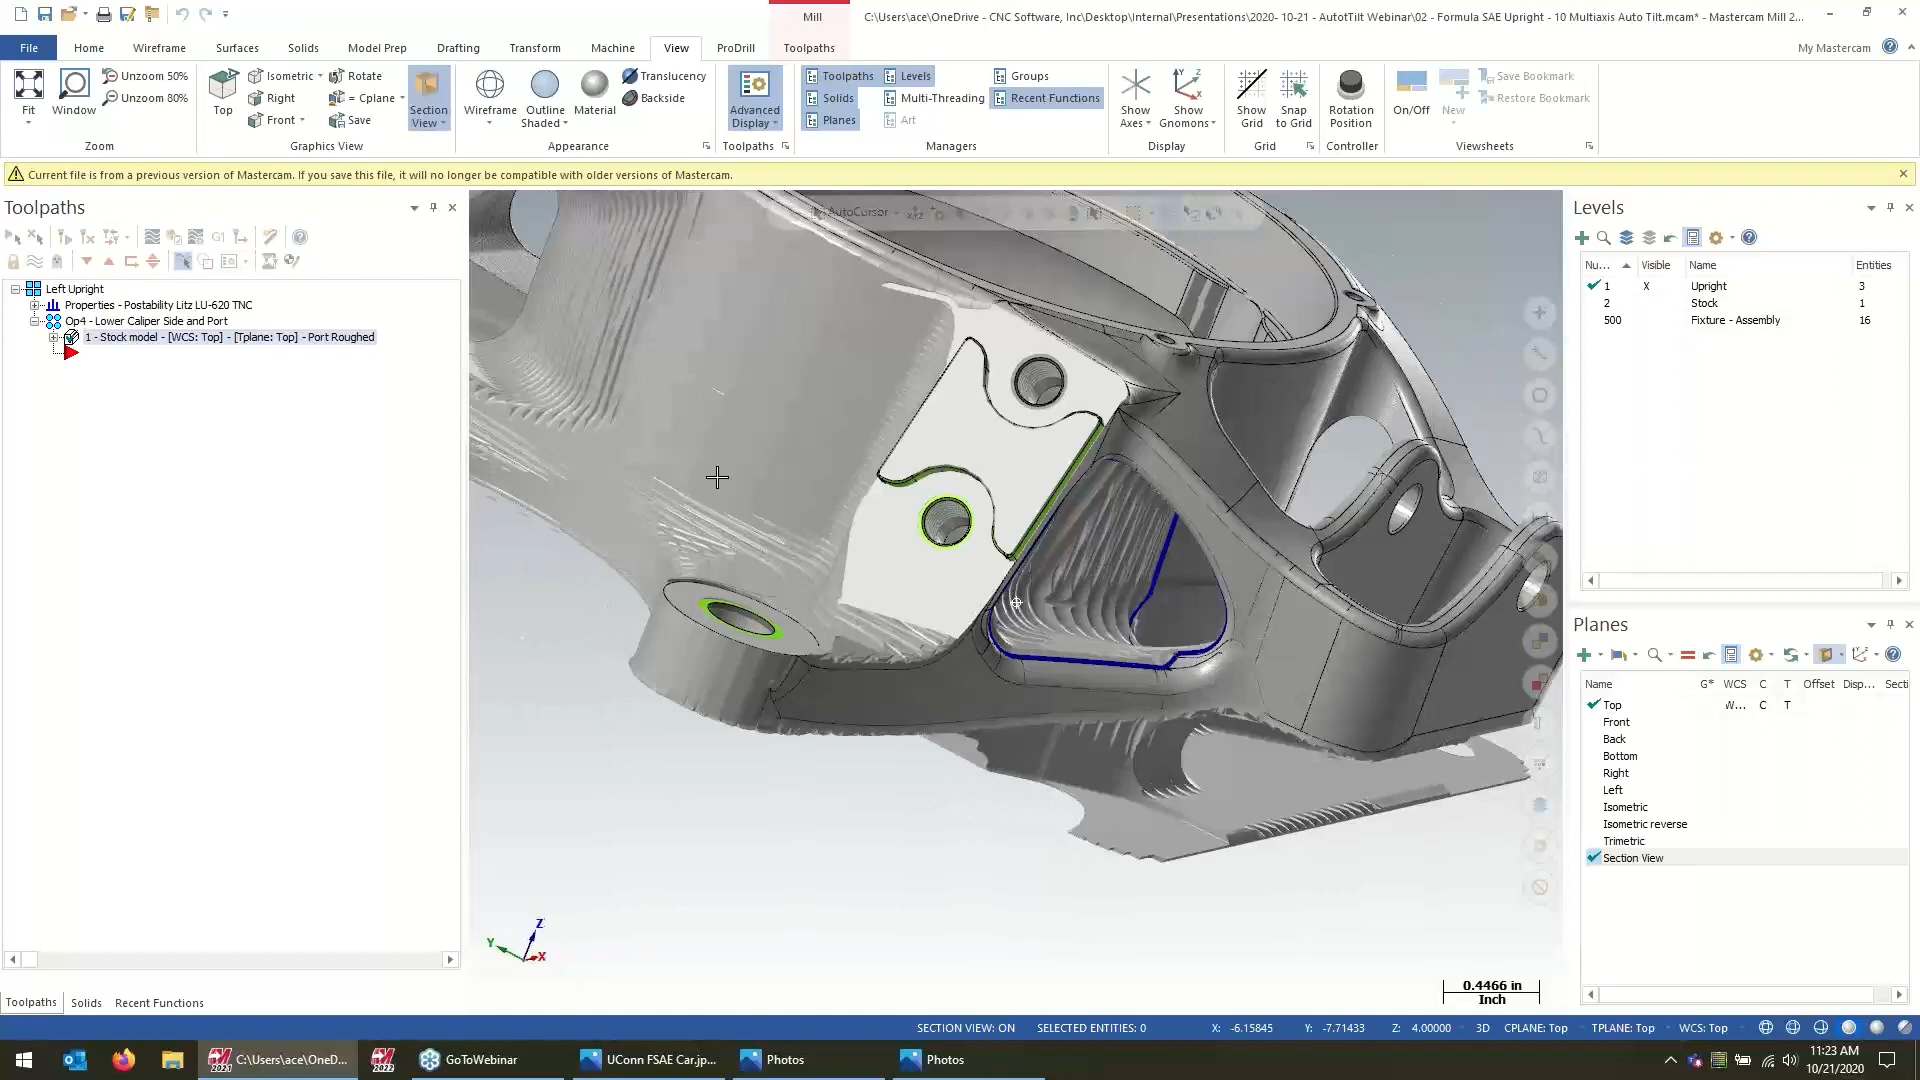 Mill
C:\Users\ace\OneDrive - CNC Software, Inc\Desktop\Internal\Presentations\2020- 10-21 - AutotTilt Webinar\02 - Formula SAE Upright - 10 Multiaxis Auto Tilt.mcam* - Mastercam Mill 2...
File Home Wireframe Surfaces Solids Model Prep Drafting Transform Machine View ProDrill Toolpaths My Mastercam
Fit Window Unzoom 50% Unzoom 80% Zoom
Top Isometric Right Front Rotate = Cplane Save Section View Graphics View
Wireframe Outline Shaded Material Translucency Backside Appearance
Advanced Display Toolpaths
Toolpaths Solids Planes Levels Multi-Threading Art Groups Recent Functions Managers
Show Axes Show Gnomons Display
Show Grid Snap to Grid Grid
Rotation Position Controller
On/Off New Save Bookmark Restore Bookmark Viewsheets
Current file is from a previous version of Mastercam. If you save this file, it will no longer be compatible with older versions of Mastercam.
Toolpaths
G1
Left Upright
Properties - Postability Litz LU-620 TNC
Op4 - Lower Caliper Side and Port
1 - Stock model - [WCS: Top] - [Tplane: Top] - Port Roughed
Toolpaths Solids Recent Functions
AutoCursor
Z
Y
X
0.4466 in
Inch
Levels
Nu... Visible Name Entities
1 X Upright 3
2 Stock 1
500 Fixture - Assembly 16
Planes
Name G* WCS C T Offset Disp... Secti
Top W... C T
Front
Back
Bottom
Right
Left
Isometric
Isometric reverse
Trimetric
Section View
SECTION VIEW: ON SELECTED ENTITIES: 0 X: -6.15845 Y: -7.71433 Z: 4.00000 3D CPLANE: Top TPLANE: Top WCS: Top
2021 C:\Users\ace\OneD... 2022 GoToWebinar UConn FSAE Car.jp... Photos Photos
11:23 AM
10/21/2020